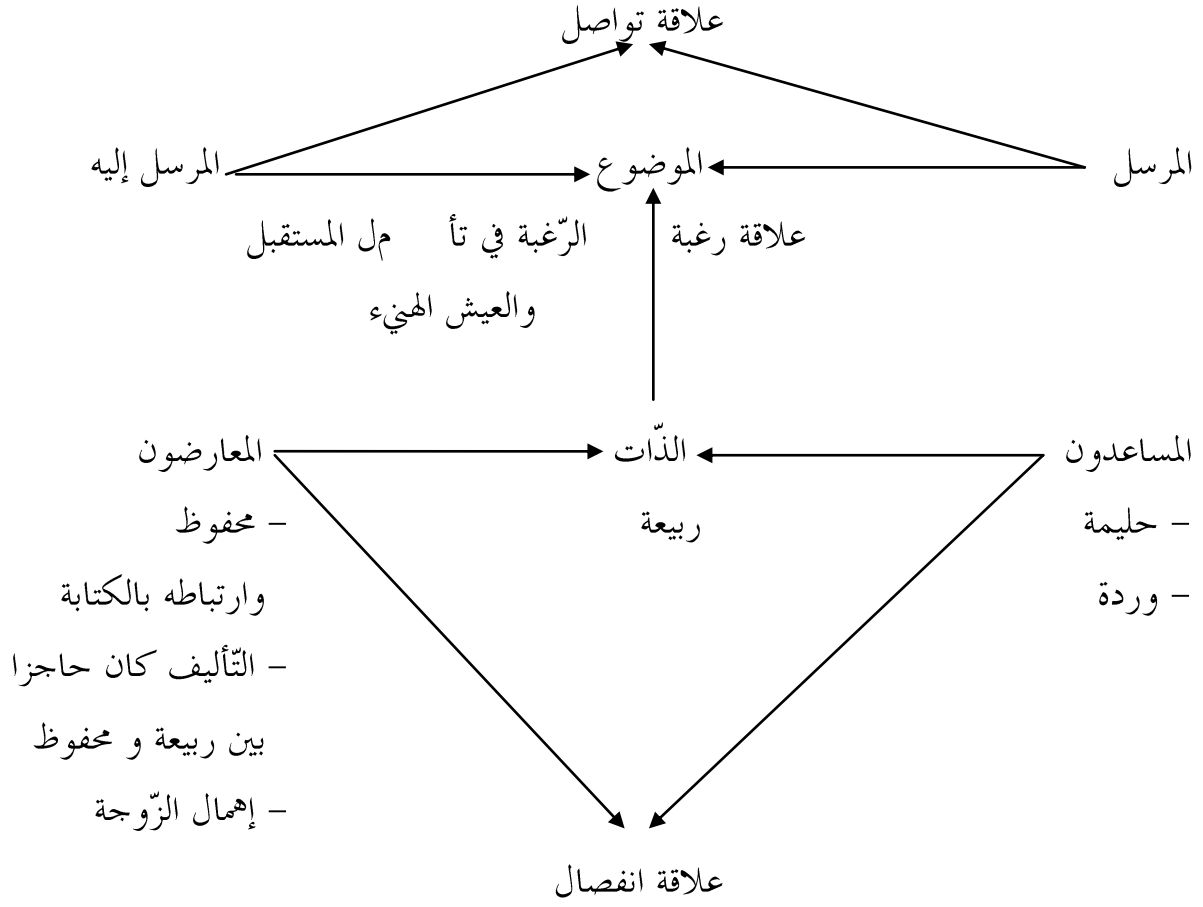 علاقة تواصل
المرسل الموضوع المرسل إليه
علاقة رغبة الرّغبة في تأ مل المستقبل
والعيش الهنيء
المساعدون الذّات المعارضون
– حليمة ربيعة – محفوظ
– وردة وارتباطه بالكتابة
– التّأليف كان حاجزا
بين ربيعة و محفوظ
– إهمال الزّوجة
علاقة انفصال